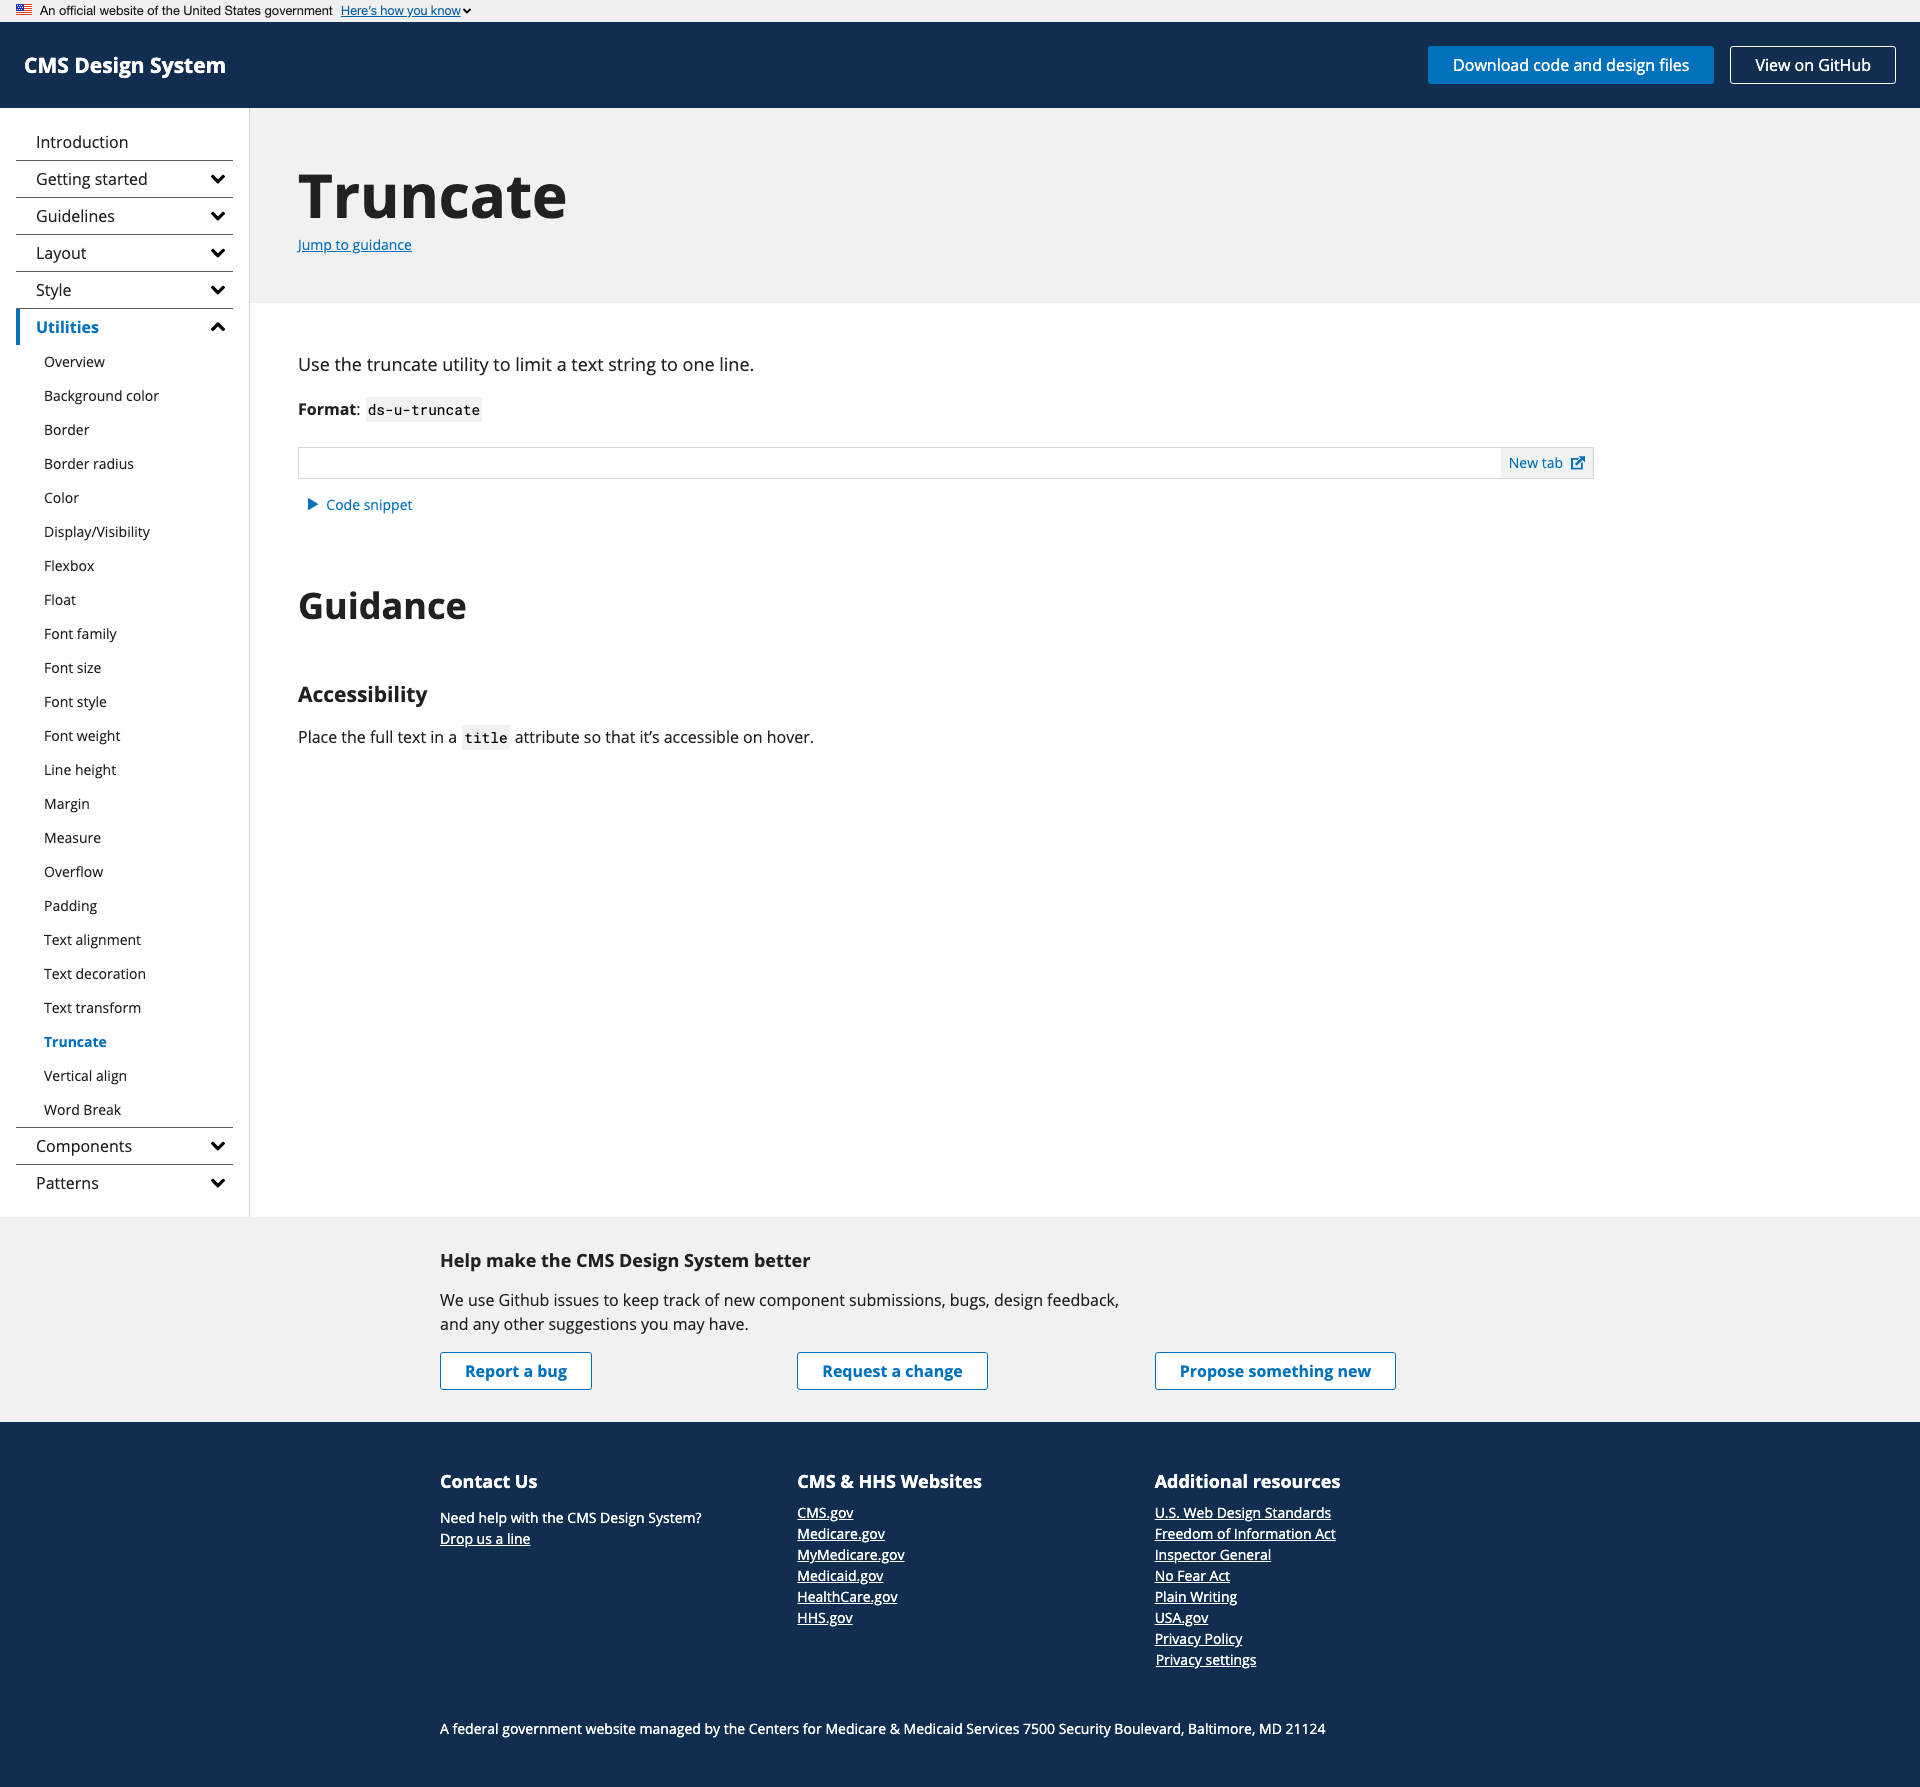 An official website of the United States government Here's how you know
CMS Design System
Download code and design files
View on GitHub
Introduction
Getting started
Guidelines
Layout
Style
Utilities
Overview
Background color
Border
Border radius
Color
Display/Visibility
Flexbox
Float
Font family
Font size
Font style
Font weight
Line height
Margin
Measure
Overflow
Padding
Text alignment
Text decoration
Text transform
Truncate
Vertical align
Word Break
Components
Patterns
Truncate
Jump to guidance
Use the truncate utility to limit a text string to one line.
Format: ds-u-truncate
New tab
Code snippet
Guidance
Accessibility
Place the full text in a title attribute so that it’s accessible on hover.
Help make the CMS Design System better
We use Github issues to keep track of new component submissions, bugs, design feedback,
and any other suggestions you may have.
Report a bug
Request a change
Propose something new
Contact Us
Need help with the CMS Design System?
Drop us a line
CMS & HHS Websites
CMS.gov
Medicare.gov
MyMedicare.gov
Medicaid.gov
HealthCare.gov
HHS.gov
Additional resources
U.S. Web Design Standards
Freedom of Information Act
Inspector General
No Fear Act
Plain Writing
USA.gov
Privacy Policy
Privacy settings
A federal government website managed by the Centers for Medicare & Medicaid Services 7500 Security Boulevard, Baltimore, MD 21124